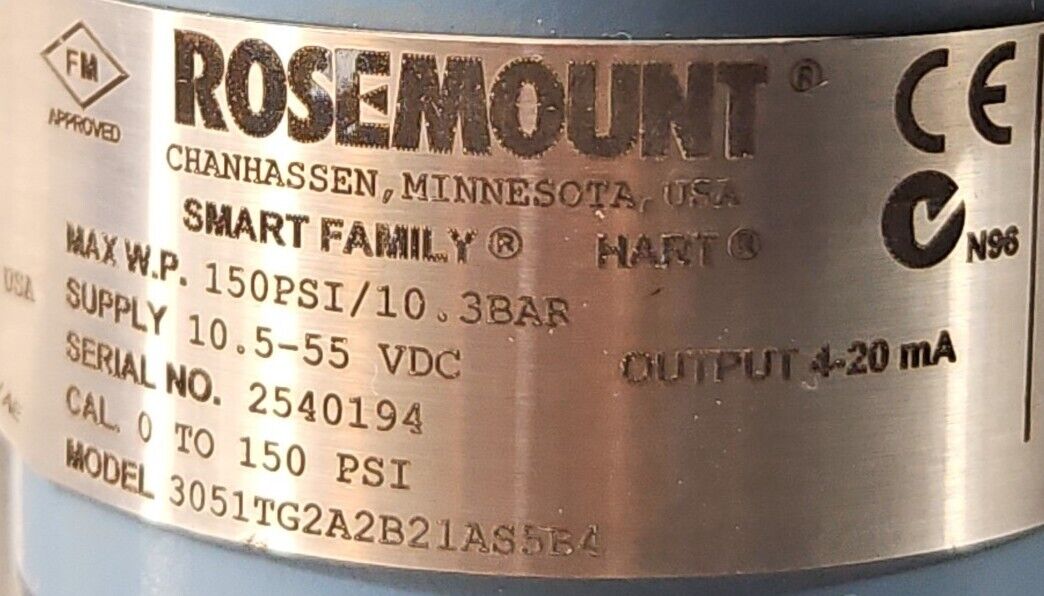 FM
APPROVED
ROSEMOUNT®
CE
CHANHASSEN, MINNESOTA, USA
SMART FAMILY® HART®
N96
MAX W.P. 150PSI/10.3BAR
USA
SUPPLY 10.5-55 VDC OUTPUT 4-20 mA
SERIAL NO. 2540194
CAL. 0 TO 150 PSI
MODEL 3051TG2A2B21AS5B4